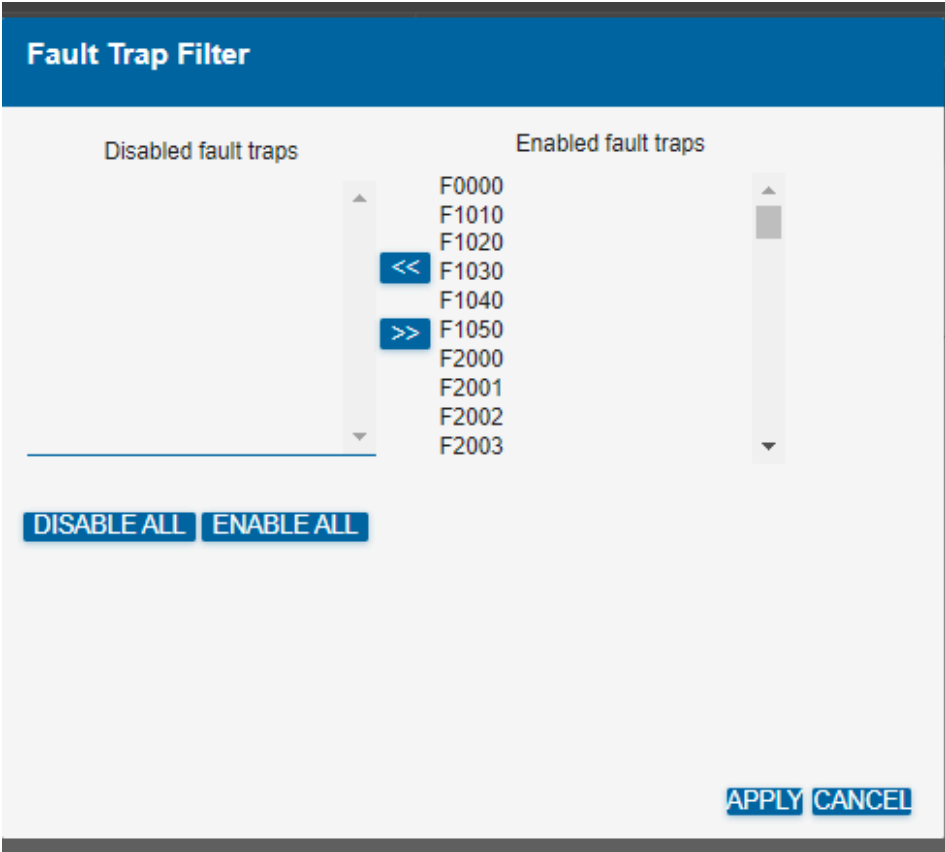 Fault Trap Filter
Disabled fault traps
Enabled fault traps
F0000
F1010
F1020
<<
F1030
F1040
>>
F1050
F2000
F2001
F2002
F2003
DISABLE ALL
ENABLE ALL
APPLY
CANCEL